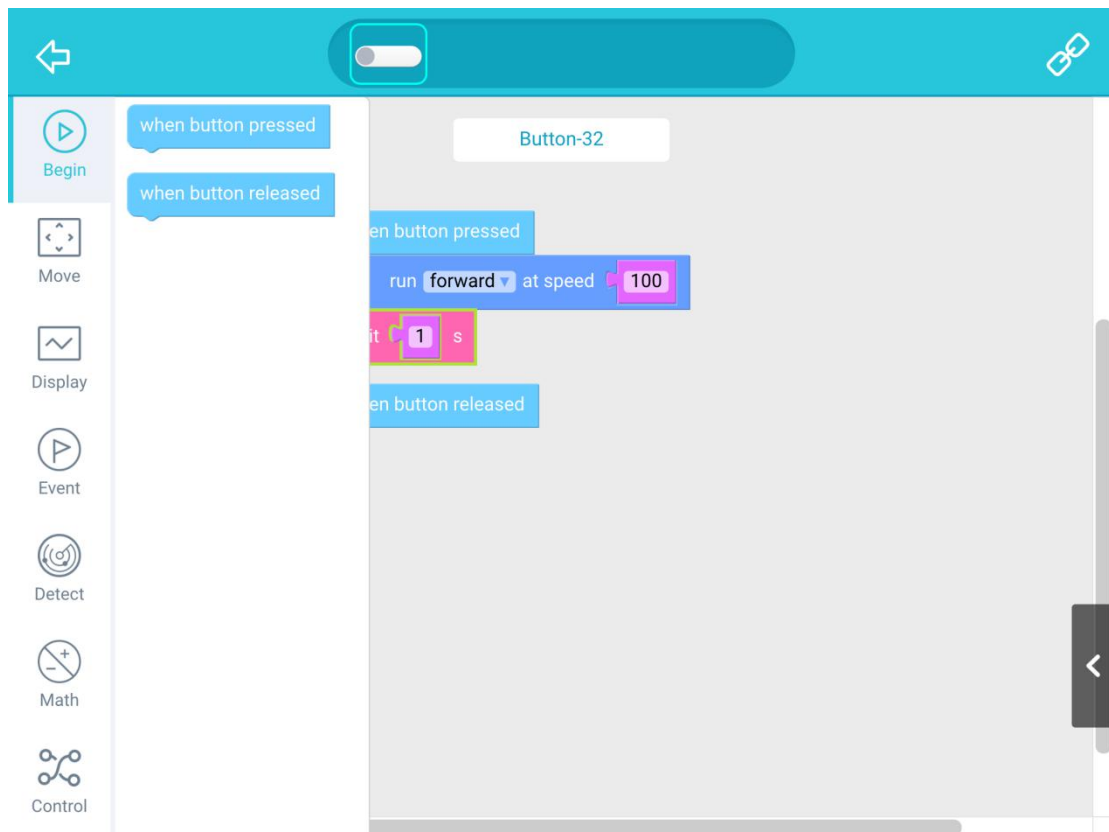 Button-32
Begin
Move
Display
Event
Detect
Math
Control
when button pressed
when button released
en button pressed
run forward at speed 100
it 1 s
en button released